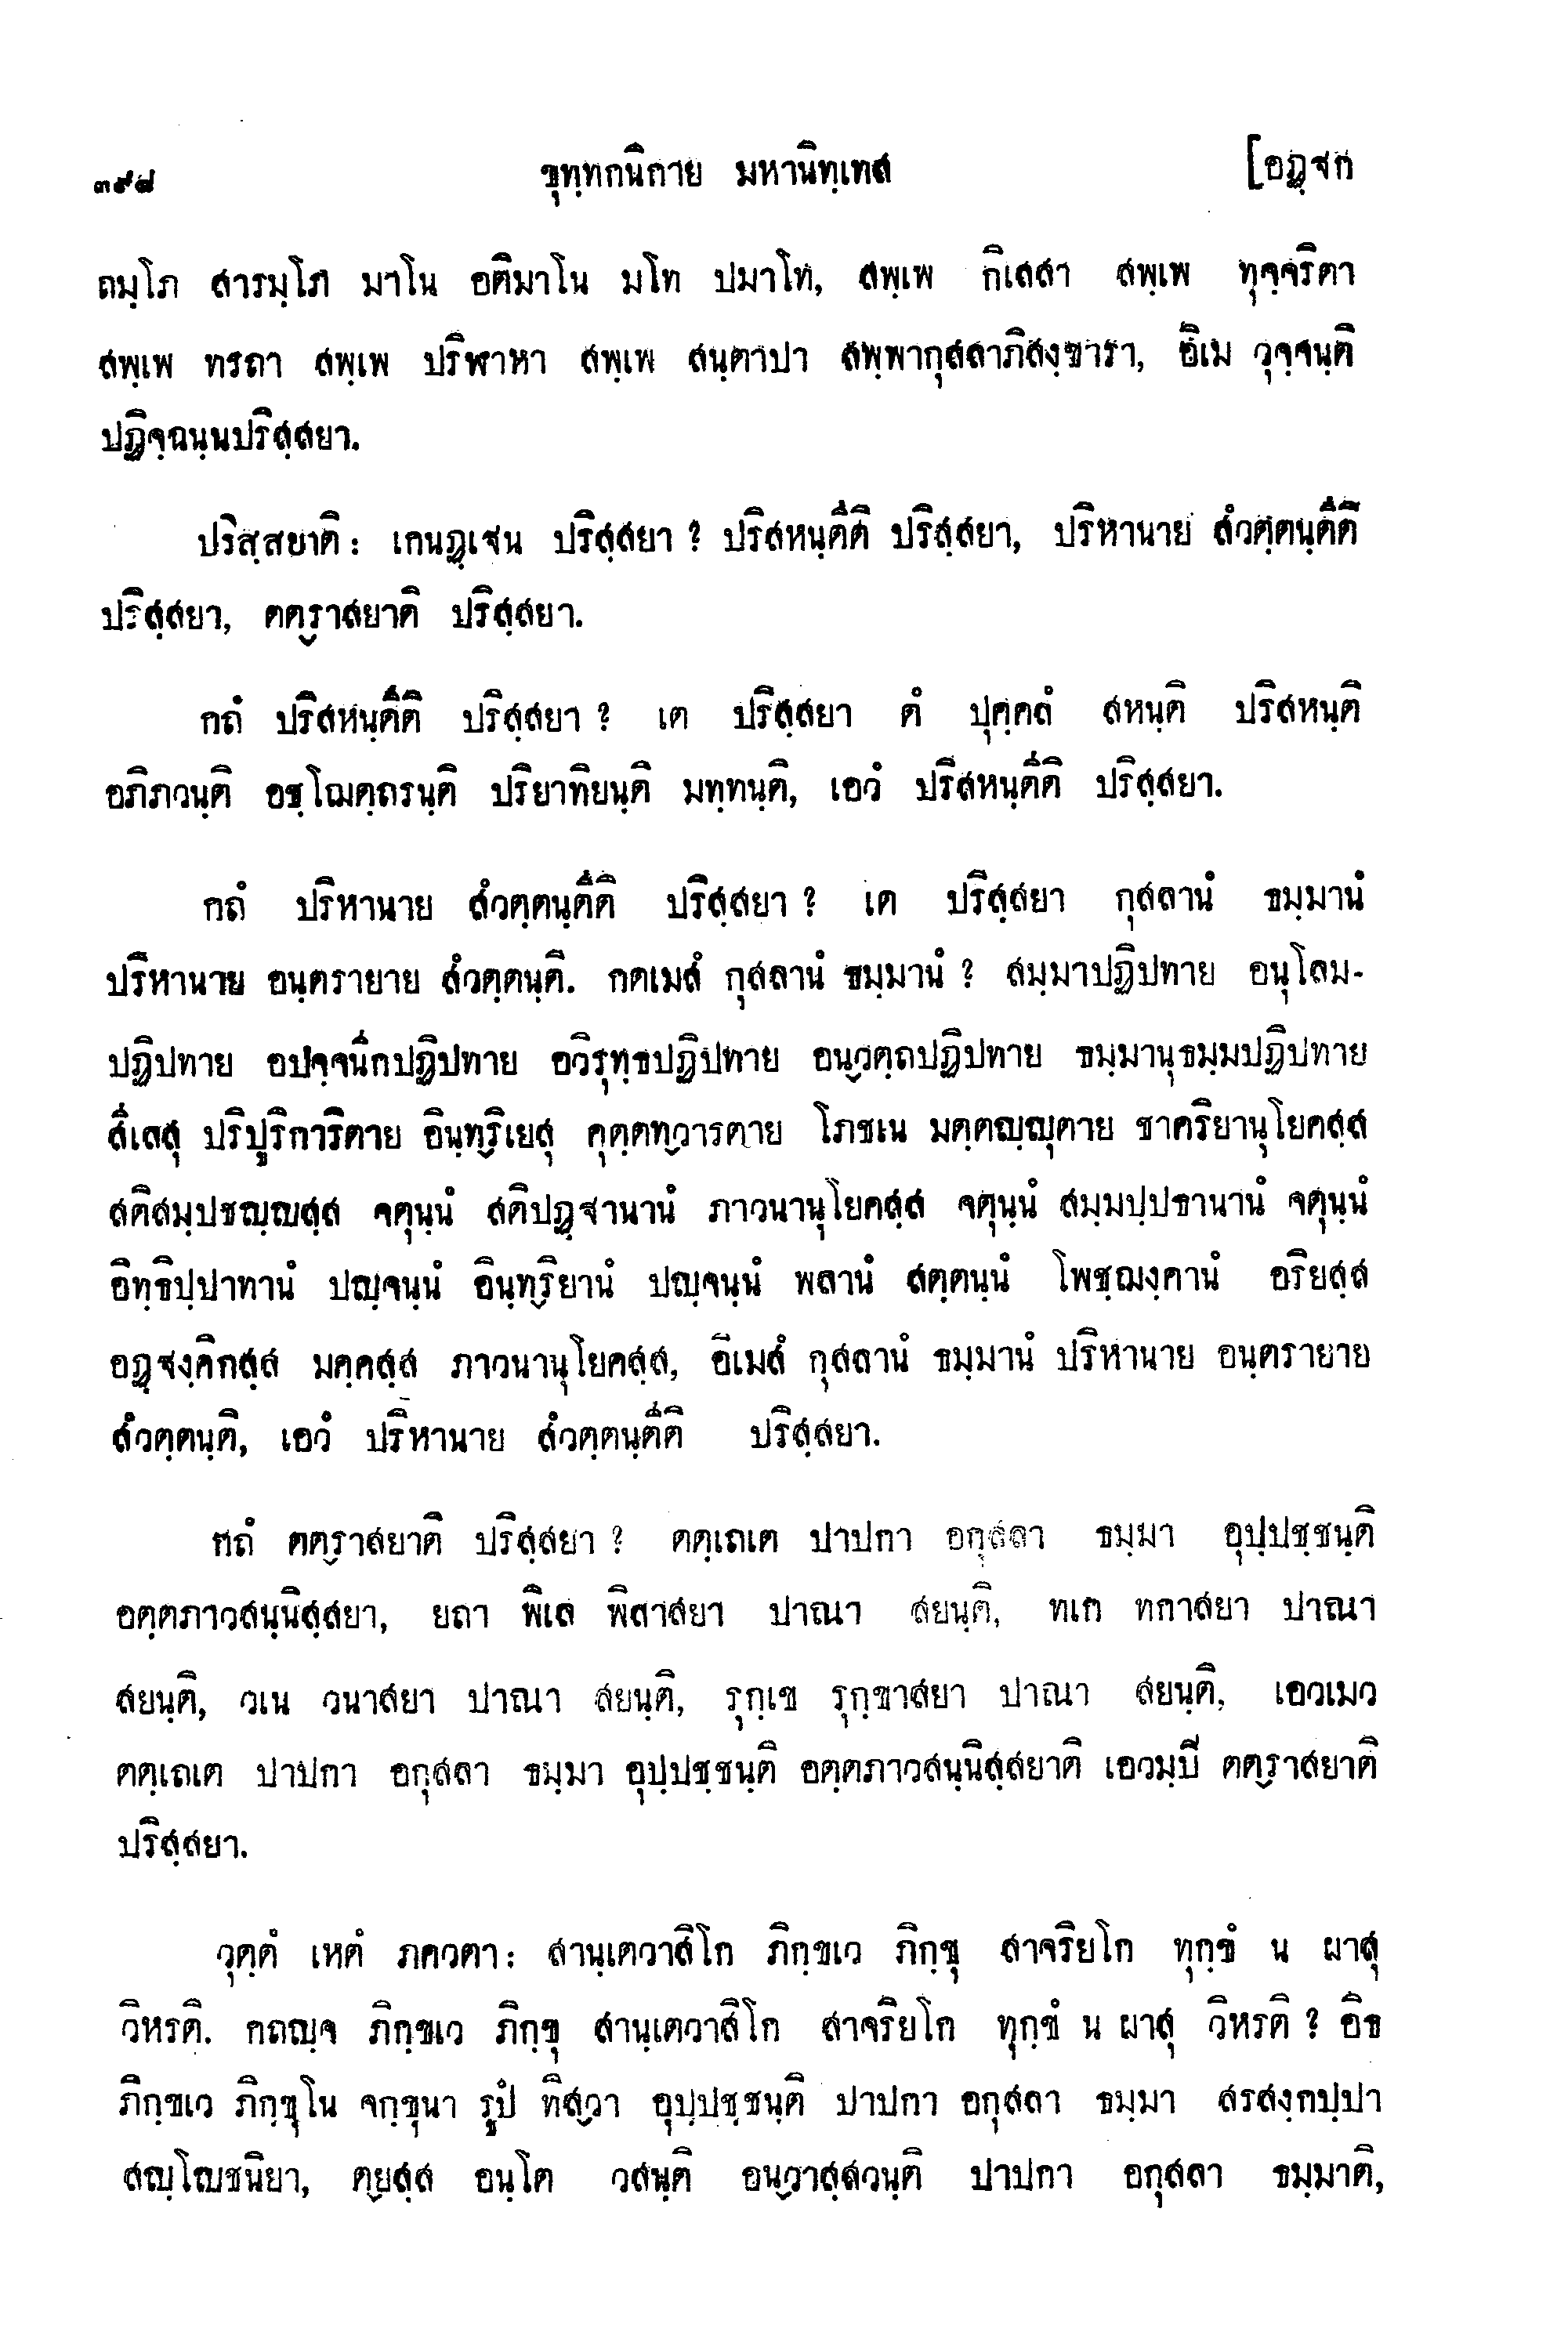 ๓๙๘ ขุทฺทกนิกาย มหานิทฺเทส [อฏฺฐก
ถมฺโภ สารมฺโภ มาโน อติมาโน มโท ปมาโท, สพฺเพ กิเลสา สพฺเพ ทุจฺจริตา
สพฺเพ ทรถา สพฺเพ ปริฬาหา สพฺเพ สนฺตาปา สพฺพากุสลาภิสงฺขารา, อิเม วุจฺจนฺติ
ปฏิจฺฉนฺนปริสฺสยา.
ปริสฺสยาติ: เกนฏฺเฐน ปริสฺสยา ? ปริสหนฺตีติ ปริสฺสยา, ปริหานาย สํวตฺตนฺตีติ
ปริสฺสยา, ตตฺราสยาติ ปริสฺสยา.
กถํ ปริสหนฺตีติ ปริสฺสยา ? เต ปริสฺสยา ตํ ปุคฺคลํ สหนฺติ ปริสหนฺติ
อภิภวนฺติ อชฺโฌตฺถรนฺติ ปริยาทิยนฺติ มทฺทนฺติ, เอวํ ปริสหนฺตีติ ปริสฺสยา.
กถํ ปริหานาย สํวตฺตนฺตีติ ปริสฺสยา ? เต ปริสฺสยา กุสลานํ ธมฺมานํ
ปริหานาย อนฺตรายาย สํวตฺตนฺติ. กตเมสํ กุสลานํ ธมฺมานํ ? สมฺมาปฏิปทาย อนุโลม-
ปฏิปทาย อปจฺจนีกปฏิปทาย อวิรุทฺธปฏิปทาย อนฺวตฺถปฏิปทาย ธมฺมานุธมฺมปฏิปทาย
สีเลสุ ปริปูริการิตาย อินฺทฺริเยสุ คุตฺตทฺวารตาย โภชเน มตฺตญฺญุตาย ชาคริยานุโยคสฺส
สติสมฺปชญฺญสฺส จตุนฺนํ สติปฏฺฐานานํ ภาวนานุโยคสฺส จตุนฺนํ สมฺมปฺปธานานํ จตุนฺนํ
อิทฺธิปฺปาทานํ ปญฺจนฺนํ อินฺทฺริยานํ ปญฺจนฺนํ พลานํ สตฺตนฺนํ โพชฺฌงฺคานํ อริยสฺส
อฏฺฐงฺคิกสฺส มคฺคสฺส ภาวนานุโยคสฺส, อิเมสํ กุสลานํ ธมฺมานํ ปริหานาย อนฺตรายาย
สํวตฺตนฺติ, เอวํ ปริหานาย สํวตฺตนฺตีติ ปริสฺสยา.
กถํ ตตฺราสยาติ ปริสฺสยา ? ตตฺเถเต ปาปกา อกุสลา ธมฺมา อุปฺปชฺชนฺติ
อตฺตภาวสนฺนิสฺสยา, ยถา พิเล พิลาสยา ปาณา สยนฺติ, ทเก ทกาสยา ปาณา
สยนฺติ, วเน วนาสยา ปาณา สยนฺติ, รุกฺเข รุกฺขาสยา ปาณา สยนฺติ, เอวเมว
ตตฺเถเต ปาปกา อกุสลา ธมฺมา อุปฺปชฺชนฺติ อตฺตภาวสนฺนิสฺสยาติ เอวมฺปิ ตตฺราสยาติ
ปริสฺสยา.
วุตฺตํ เหตํ ภควตา: สานฺเตวาสิโก ภิกฺขเว ภิกฺขุ สาจริยโก ทุกฺขํ น ผาสุ
วิหรติ. กถญฺจ ภิกฺขเว ภิกฺขุ สานฺเตวาสิโก สาจริยโก ทุกฺขํ น ผาสุ วิหรติ ? อิธ
ภิกฺขเว ภิกฺขุโน จกฺขุนา รูปํ ทิสฺวา อุปฺปชฺชนฺติ ปาปกา อกุสลา ธมฺมา สรสงฺกปฺปา
สญฺโญชนิยา, ตฺยสฺส อนฺโต วสนฺติ อนฺวาสฺสวนฺติ ปาปกา อกุสลา ธมฺมาติ,